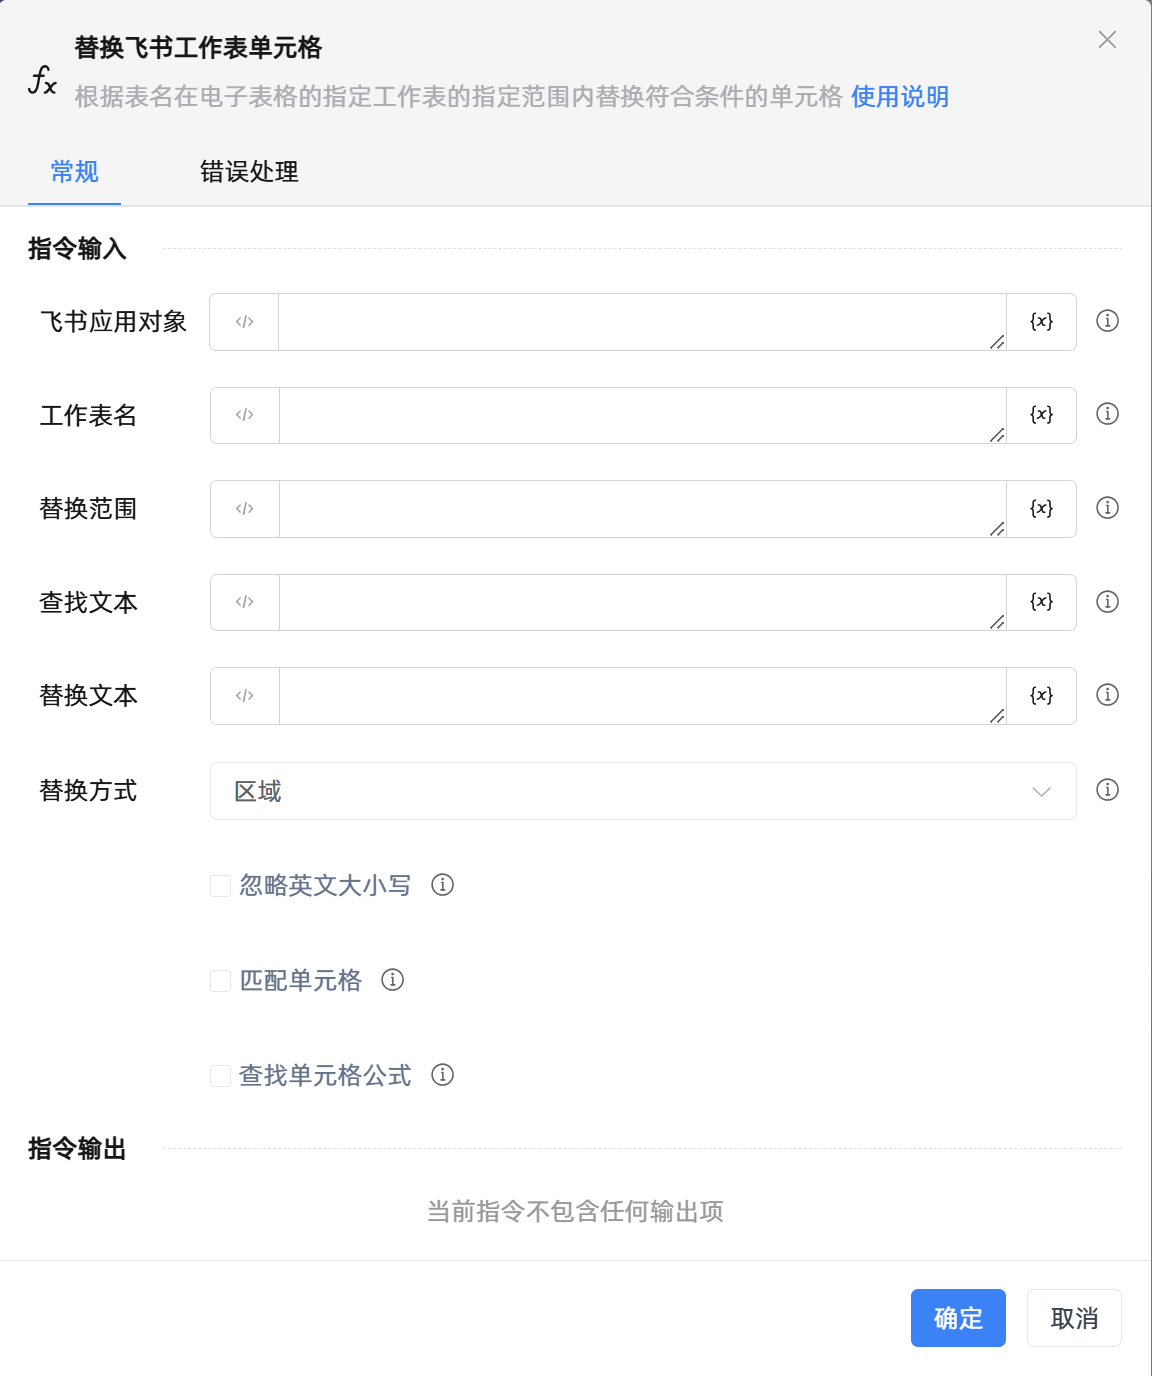 替换飞书工作表单元格
根据表名在电子表格的指定工作表的指定范围内替换符合条件的单元格 使用说明
常规 错误处理
指令输入
飞书应用对象 </> {x}
工作表名 </> {x}
替换范围 </> {x}
查找文本 </> {x}
替换文本 </> {x}
替换方式 区域
忽略英文大小写
匹配单元格
查找单元格公式
指令输出
当前指令不包含任何输出项
确定 取消